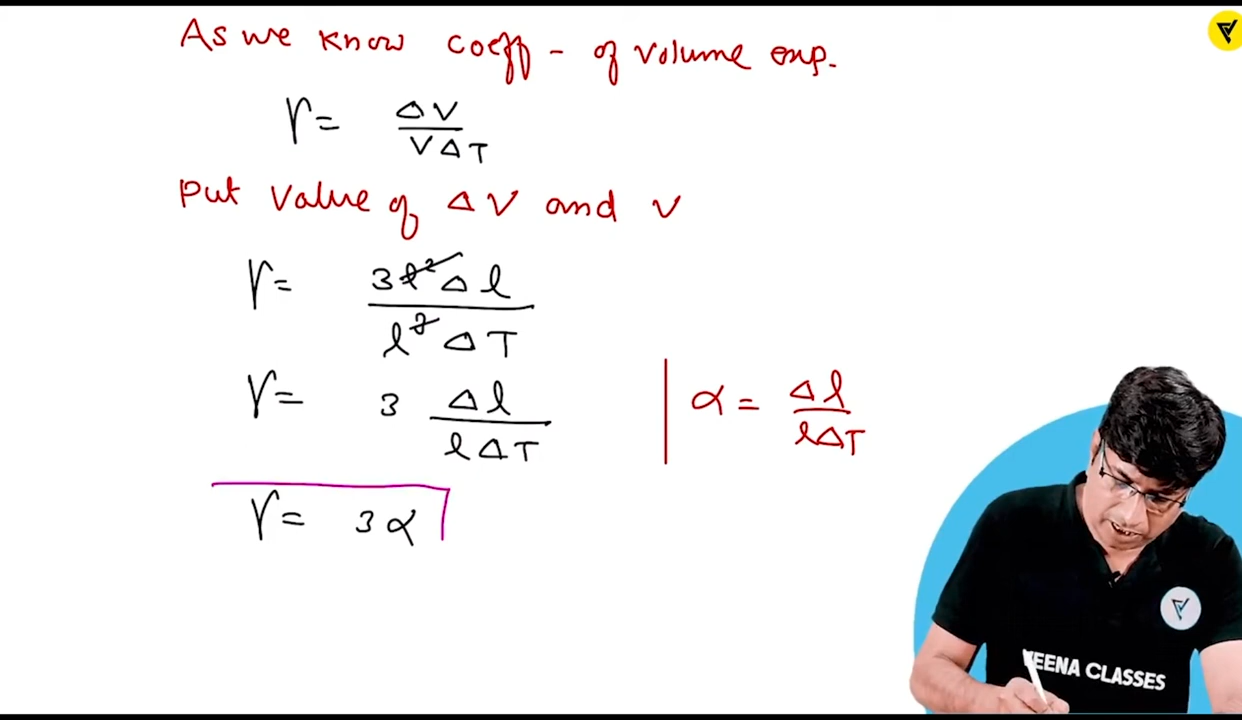 As we know coeff - of volume exp.
γ = ΔV / VΔT
Put value of ΔV and V
γ = 3l²Δl / l³ΔT
γ = 3 Δl / lΔT
α = Δl / lΔT
γ = 3α
VEENA CLASSES